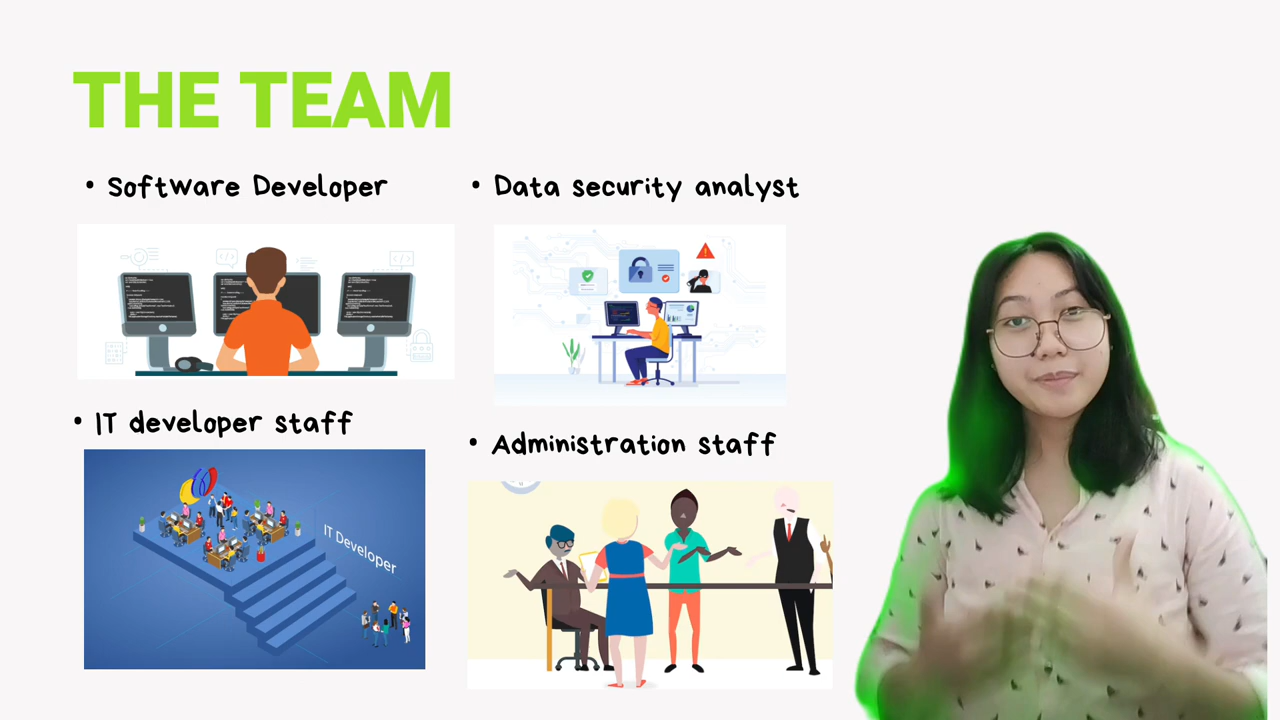 THE TEAM
• Software Developer
• Data security analyst
• IT developer staff
IT Developer
• Administration staff